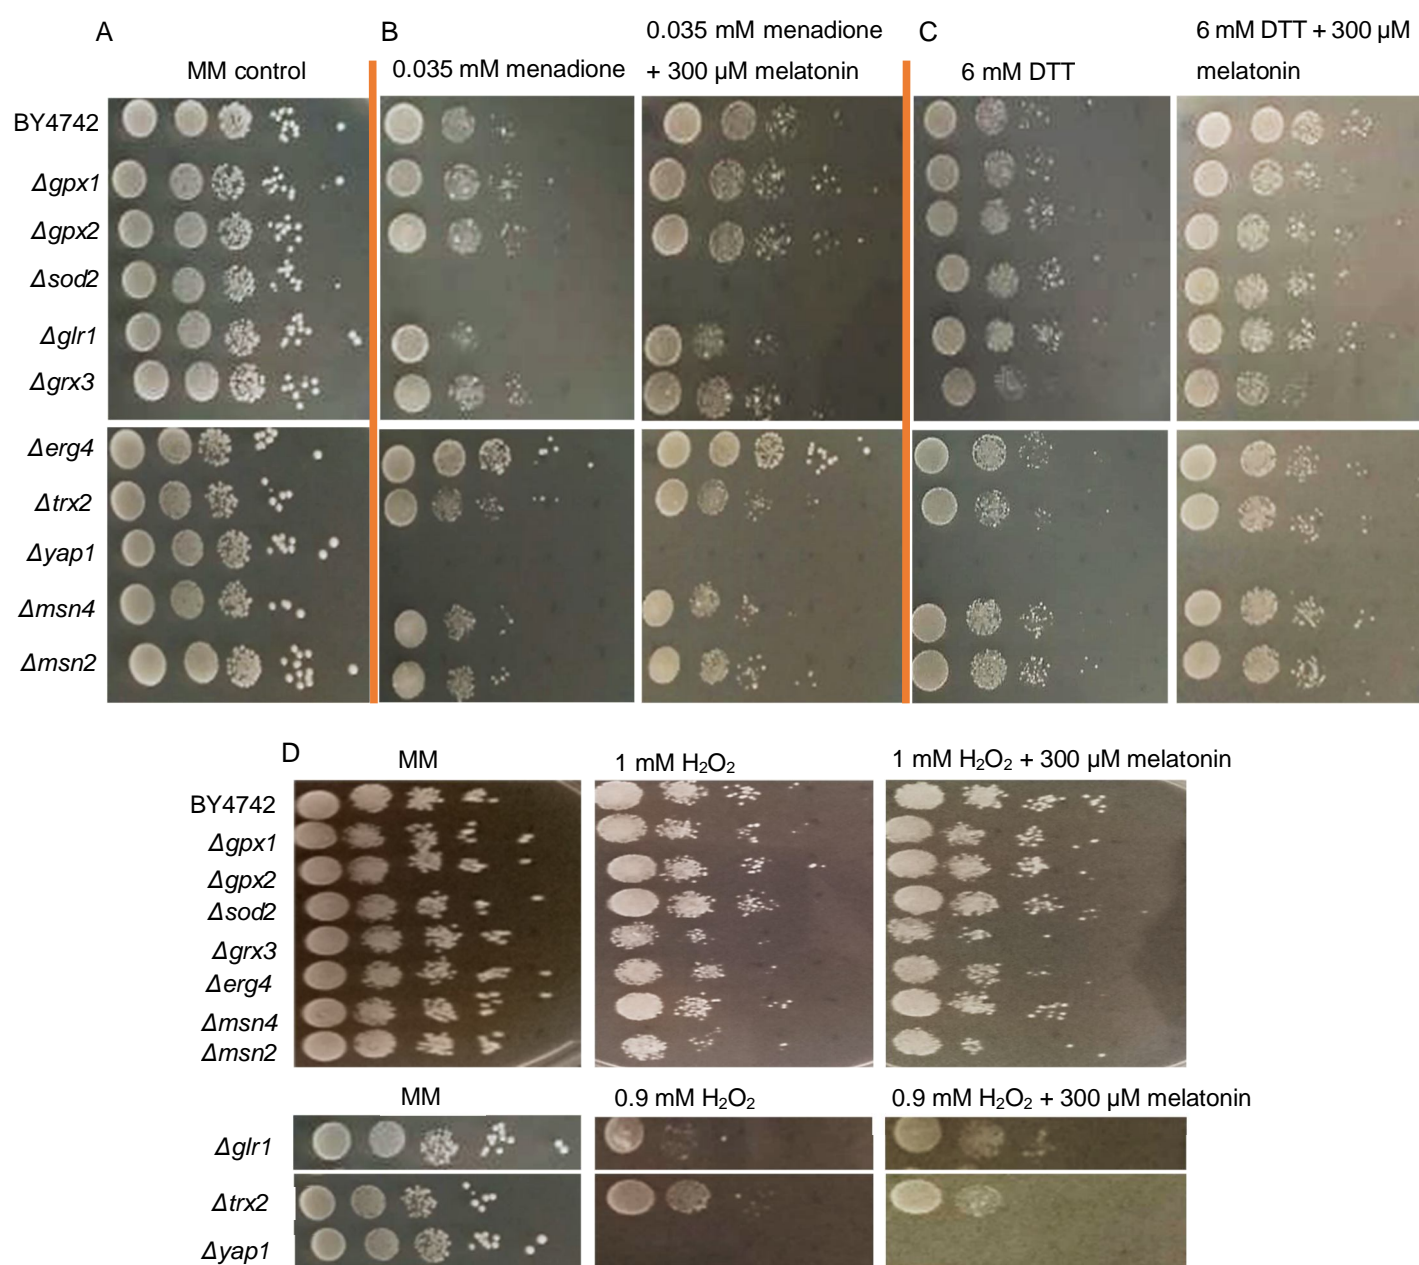 A
MM control
B
0.035 mM menadione
0.035 mM menadione
+ 300 µM melatonin
C
6 mM DTT
6 mM DTT + 300 µM
melatonin
BY4742
Δgpx1
Δgpx2
Δsod2
Δglr1
Δgrx3
Δerg4
Δtrx2
Δyap1
Δmsn4
Δmsn2
D
MM
1 mM H₂O₂
1 mM H₂O₂ + 300 µM melatonin
BY4742
Δgpx1
Δgpx2
Δsod2
Δgrx3
Δerg4
Δmsn4
Δmsn2
MM
0.9 mM H₂O₂
0.9 mM H₂O₂ + 300 µM melatonin
Δglr1
Δtrx2
Δyap1